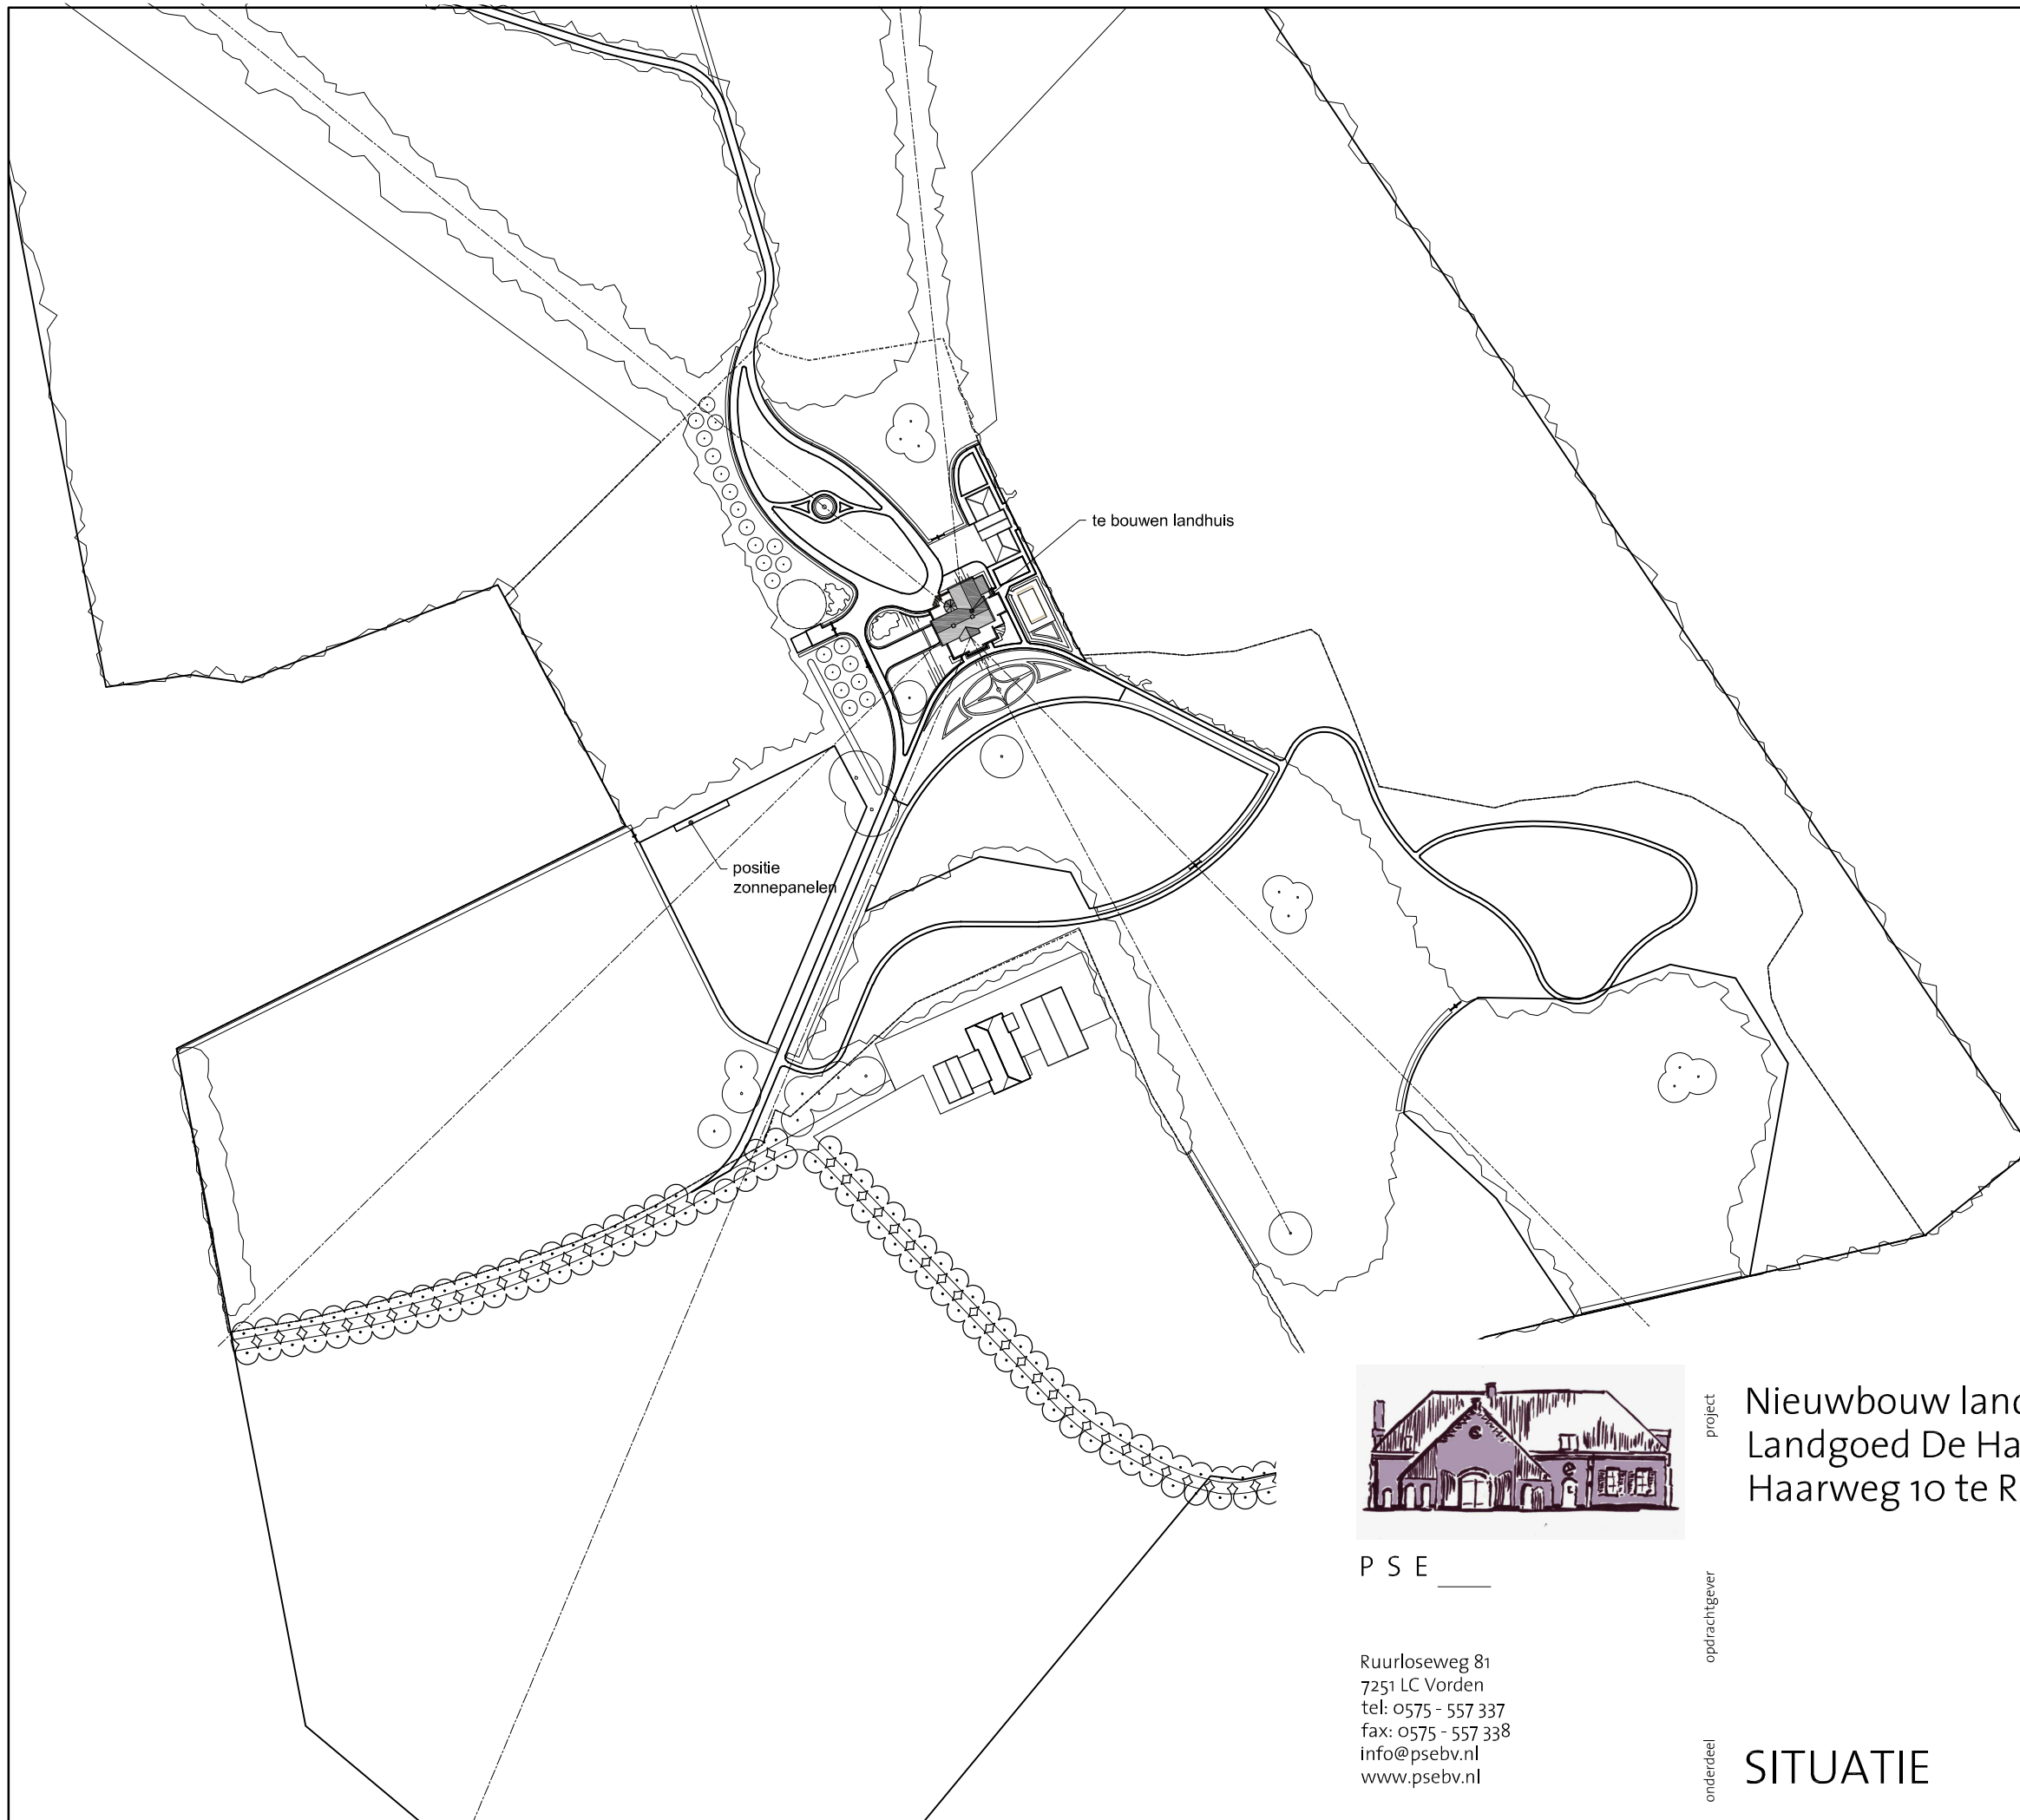 te bouwen landhuis
positie
zonnepanelen
project
Nieuwbouw land
Landgoed De Ha
Haarweg 10 te R
P S E
opdrachtgever
Ruurloseweg 81
7251 LC Vorden
tel: 0575 - 557 337
fax: 0575 - 557 338
info@psebv.nl
www.psebv.nl
onderdeel
SITUATIE